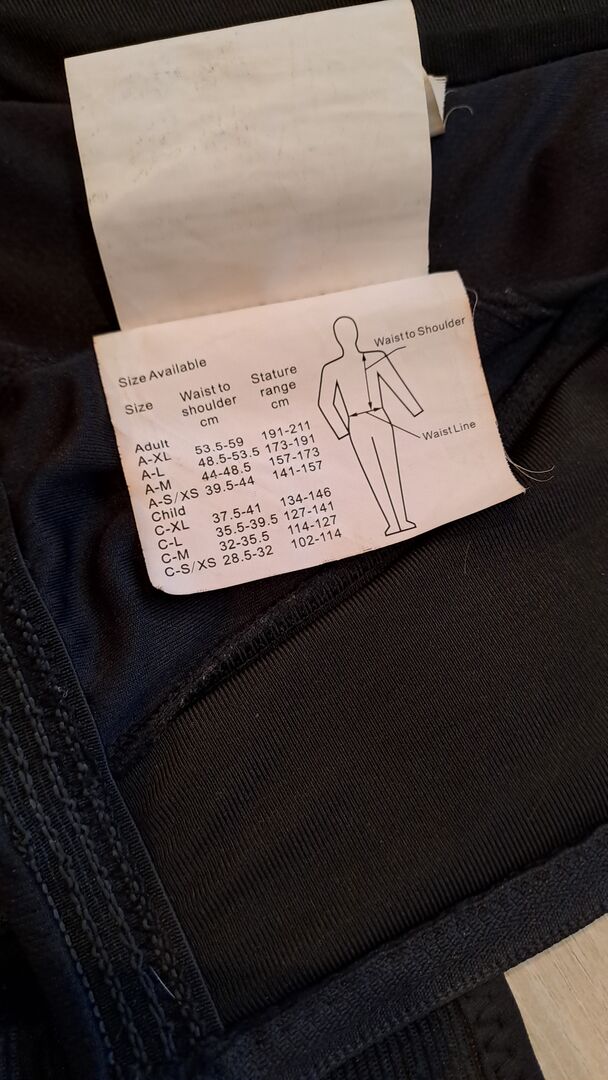 Size Available
Size Waist to shoulder cm Stature range cm
Adult
A-XL 53.5-59 191-211
A-L 48.5-53.5 173-191
A-M 44-48.5 157-173
A-S/XS 39.5-44 141-157
Child
C-XL 37.5-41 134-146
C-L 35.5-39.5 127-141
C-M 32-35.5 114-127
C-S/XS 28.5-32 102-114
Waist to Shoulder
Waist Line